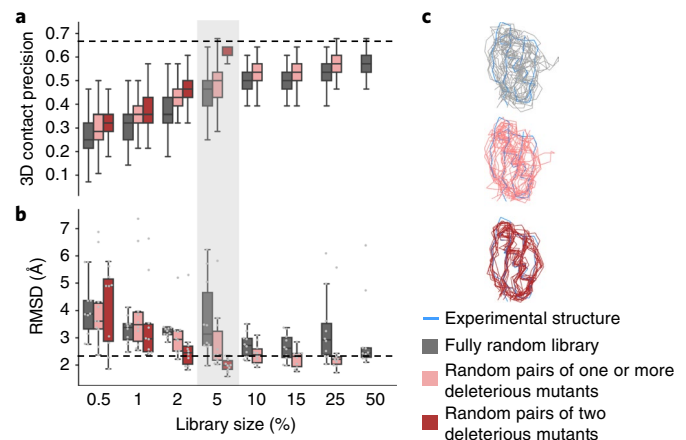 a
3D contact precision
0.7
0.6
0.5
0.4
0.3
0.2
0.1
b
RMSD (Å)
7
6
5
4
3
2
0.5 1 2 5 10 15 25 50
Library size (%)
c
Experimental structure
Fully random library
Random pairs of one or more
deleterious mutants
Random pairs of two
deleterious mutants